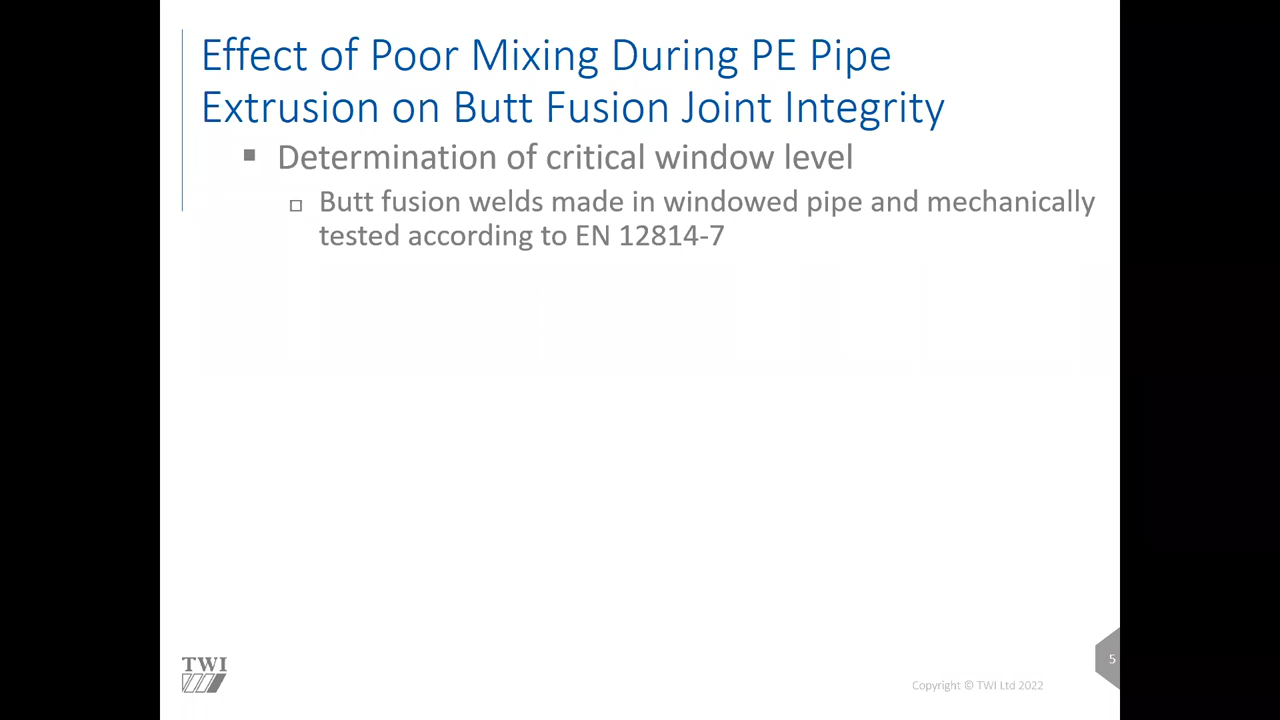 Effect of Poor Mixing During PE Pipe
Extrusion on Butt Fusion Joint Integrity
Determination of critical window level
Butt fusion welds made in windowed pipe and mechanically
tested according to EN 12814-7
TWI
Copyright © TWI Ltd 2022
5